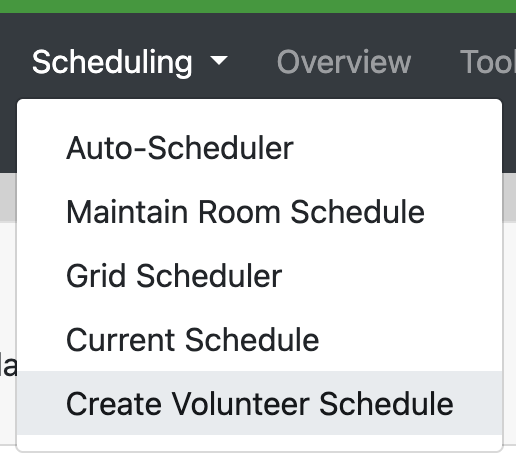 Scheduling Overview
Auto-Scheduler
Maintain Room Schedule
Grid Scheduler
Current Schedule
Create Volunteer Schedule